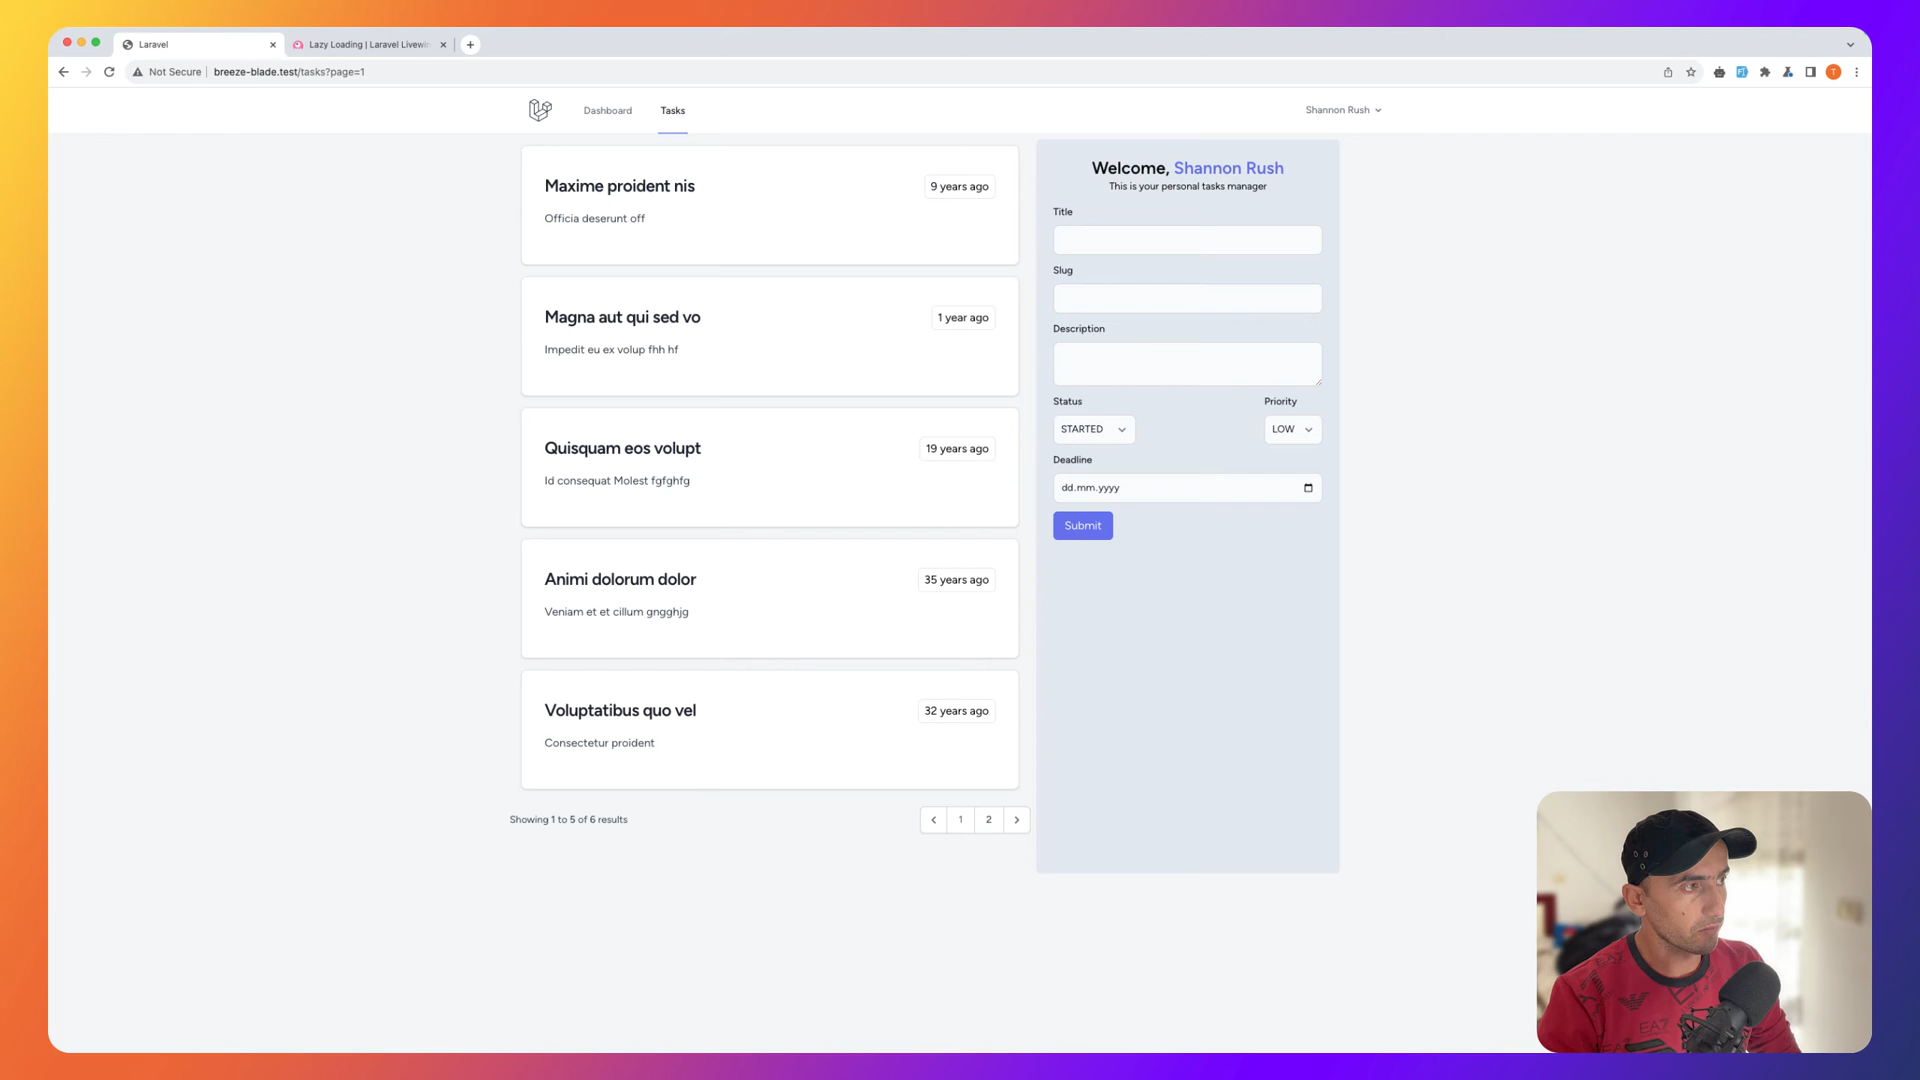 Laravel
Lazy Loading | Laravel Livewir
Not Secure
breeze-blade.test/tasks?page=1
T
Dashboard
Tasks
Shannon Rush
Maxime proident nis
9 years ago
Officia deserunt off
Magna aut qui sed vo
1 year ago
Impedit eu ex volup fhh hf
Quisquam eos volupt
19 years ago
Id consequat Molest fgfghfg
Animi dolorum dolor
35 years ago
Veniam et et cillum gngghjg
Voluptatibus quo vel
32 years ago
Consectetur proident
Showing 1 to 5 of 6 results
1
2
Welcome, Shannon Rush
This is your personal tasks manager
Title
Slug
Description
Status
Priority
STARTED
LOW
Deadline
dd.mm.yyyy
Submit
EA7